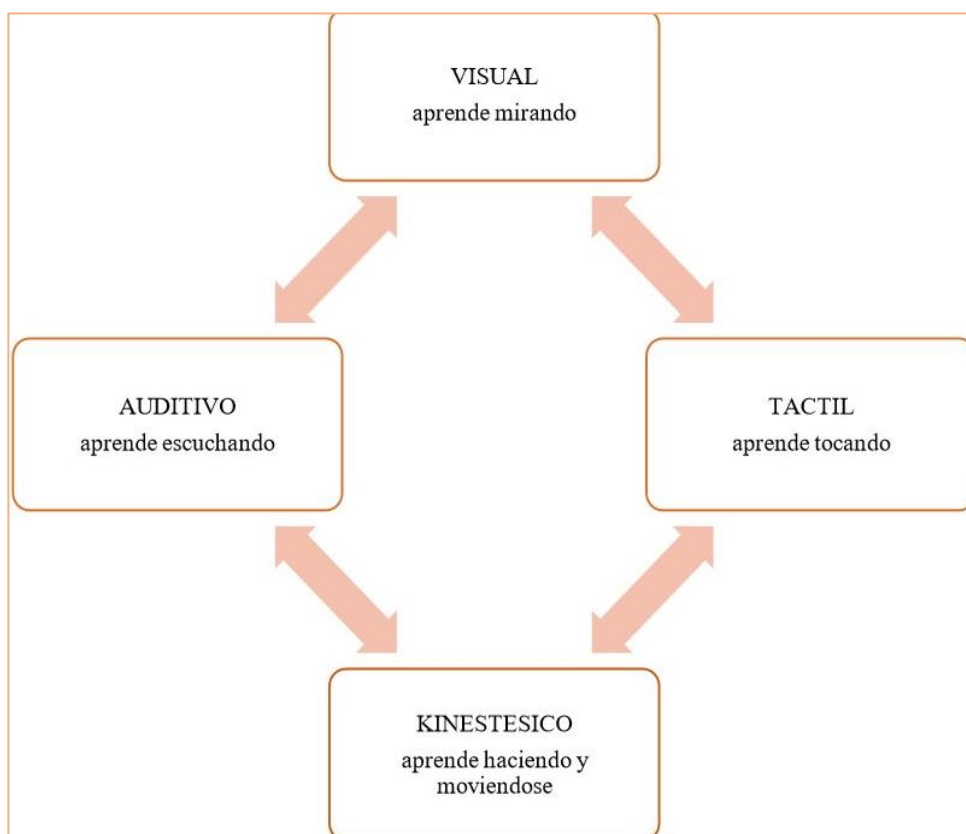 VISUAL
aprende mirando
AUDITIVO
aprende escuchando
TACTIL
aprende tocando
KINESTESICO
aprende haciendo y
moviendose